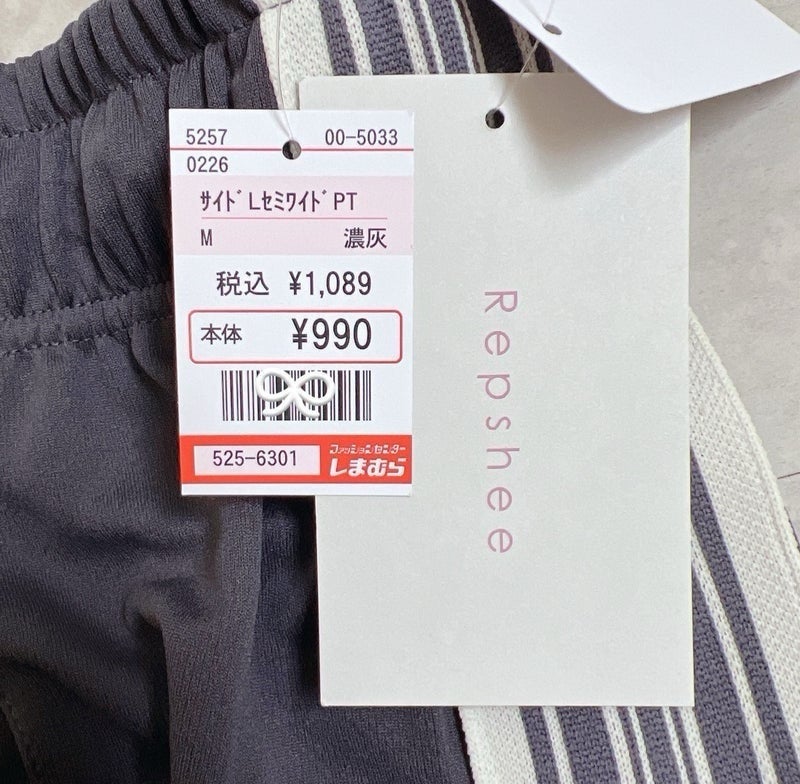 5257 00-5033
0226
ｻｲﾄﾞLｾﾐﾜｲﾄﾞPT
M 濃灰
税込 ¥1,089
本体 ¥990
525-6301
ファッションセンター
しまむら
Repshee